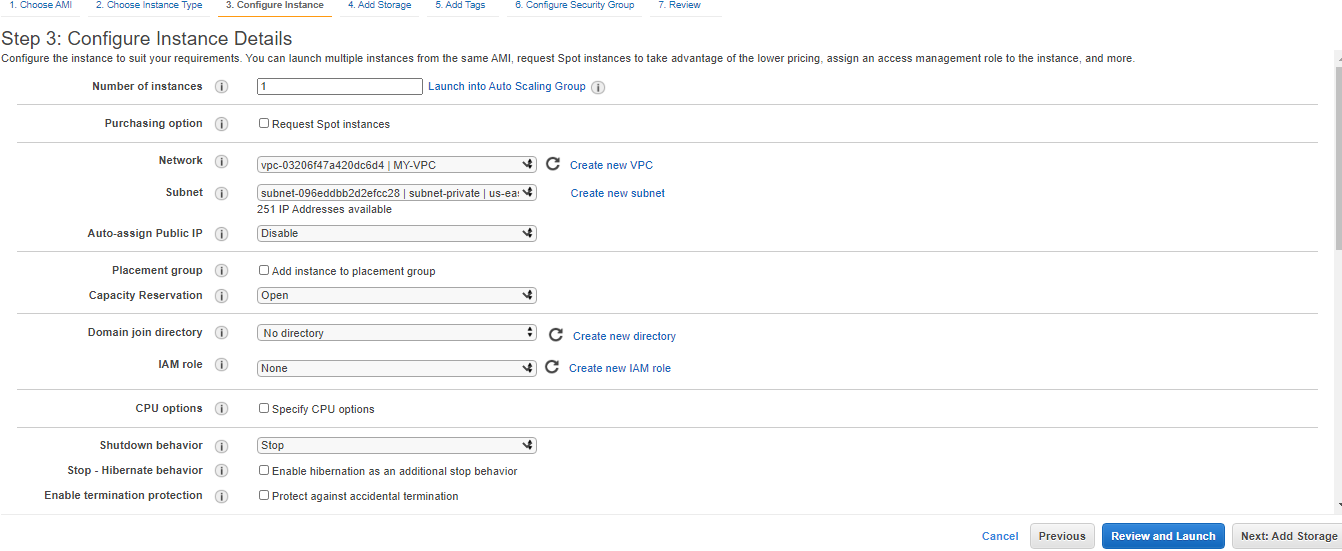 1. Choose AMI 2. Choose Instance Type 3. Configure Instance 4. Add Storage 5. Add Tags 6. Configure Security Group 7. Review
Step 3: Configure Instance Details
Configure the instance to suit your requirements. You can launch multiple instances from the same AMI, request Spot instances to take advantage of the lower pricing, assign an access management role to the instance, and more.
Number of instances i 1 Launch into Auto Scaling Group i
Purchasing option i Request Spot instances
Network i vpc-03206f47a420dc6d4 | MY-VPC Create new VPC
Subnet i subnet-096eddbb2d2efcc28 | subnet-private | us-eas Create new subnet
251 IP Addresses available
Auto-assign Public IP i Disable
Placement group i Add instance to placement group
Capacity Reservation i Open
Domain join directory i No directory Create new directory
IAM role i None Create new IAM role
CPU options i Specify CPU options
Shutdown behavior i Stop
Stop - Hibernate behavior i Enable hibernation as an additional stop behavior
Enable termination protection i Protect against accidental termination
Cancel Previous Review and Launch Next: Add Storage